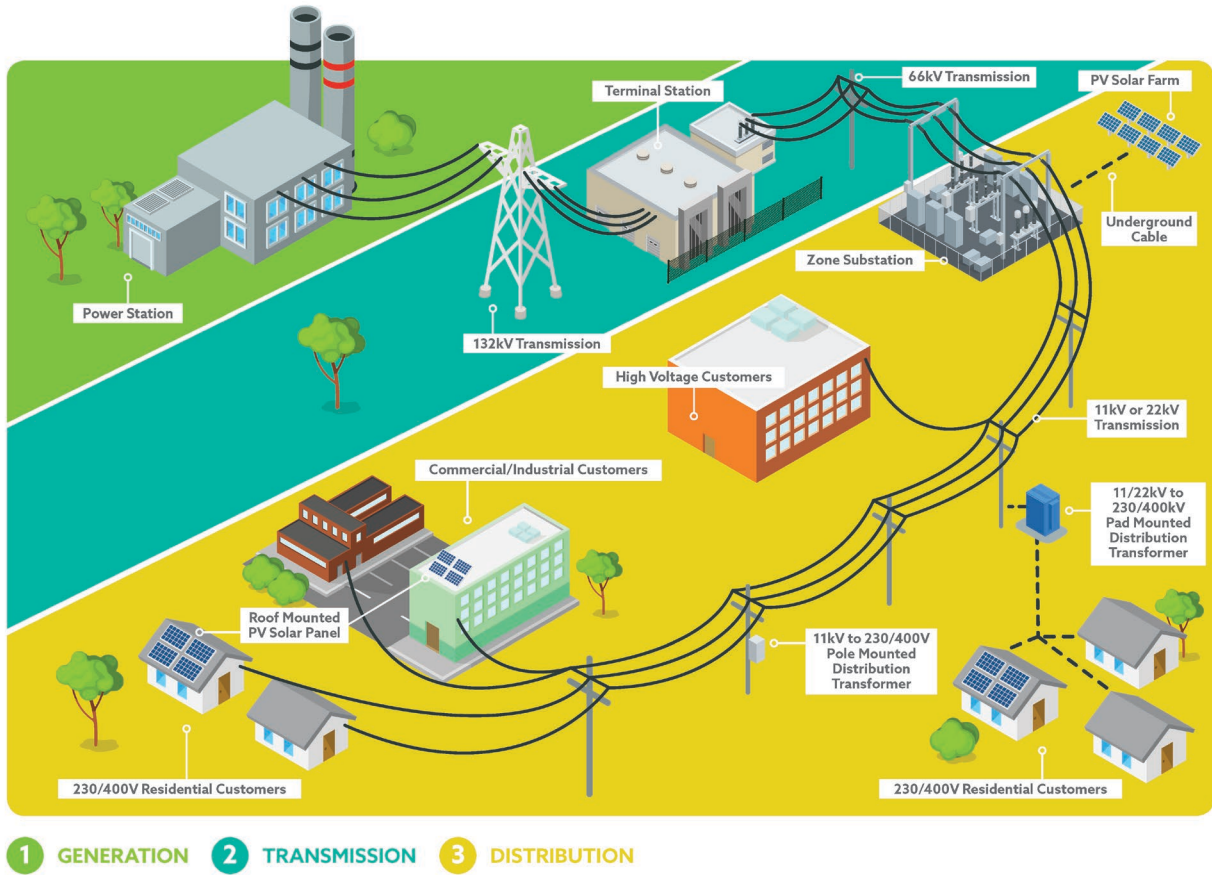 66kV Transmission
PV Solar Farm
Terminal Station
Underground
Cable
Zone Substation
Power Station
132kV Transmission
High Voltage Customers
11kV or 22kV
Transmission
Commercial/Industrial Customers
11/22kV to
230/400kV
Pad Mounted
Distribution
Transformer
Roof Mounted
PV Solar Panel
11kV to 230/400V
Pole Mounted
Distribution
Transformer
230/400V Residential Customers
230/400V Residential Customers
1 GENERATION 2 TRANSMISSION 3 DISTRIBUTION